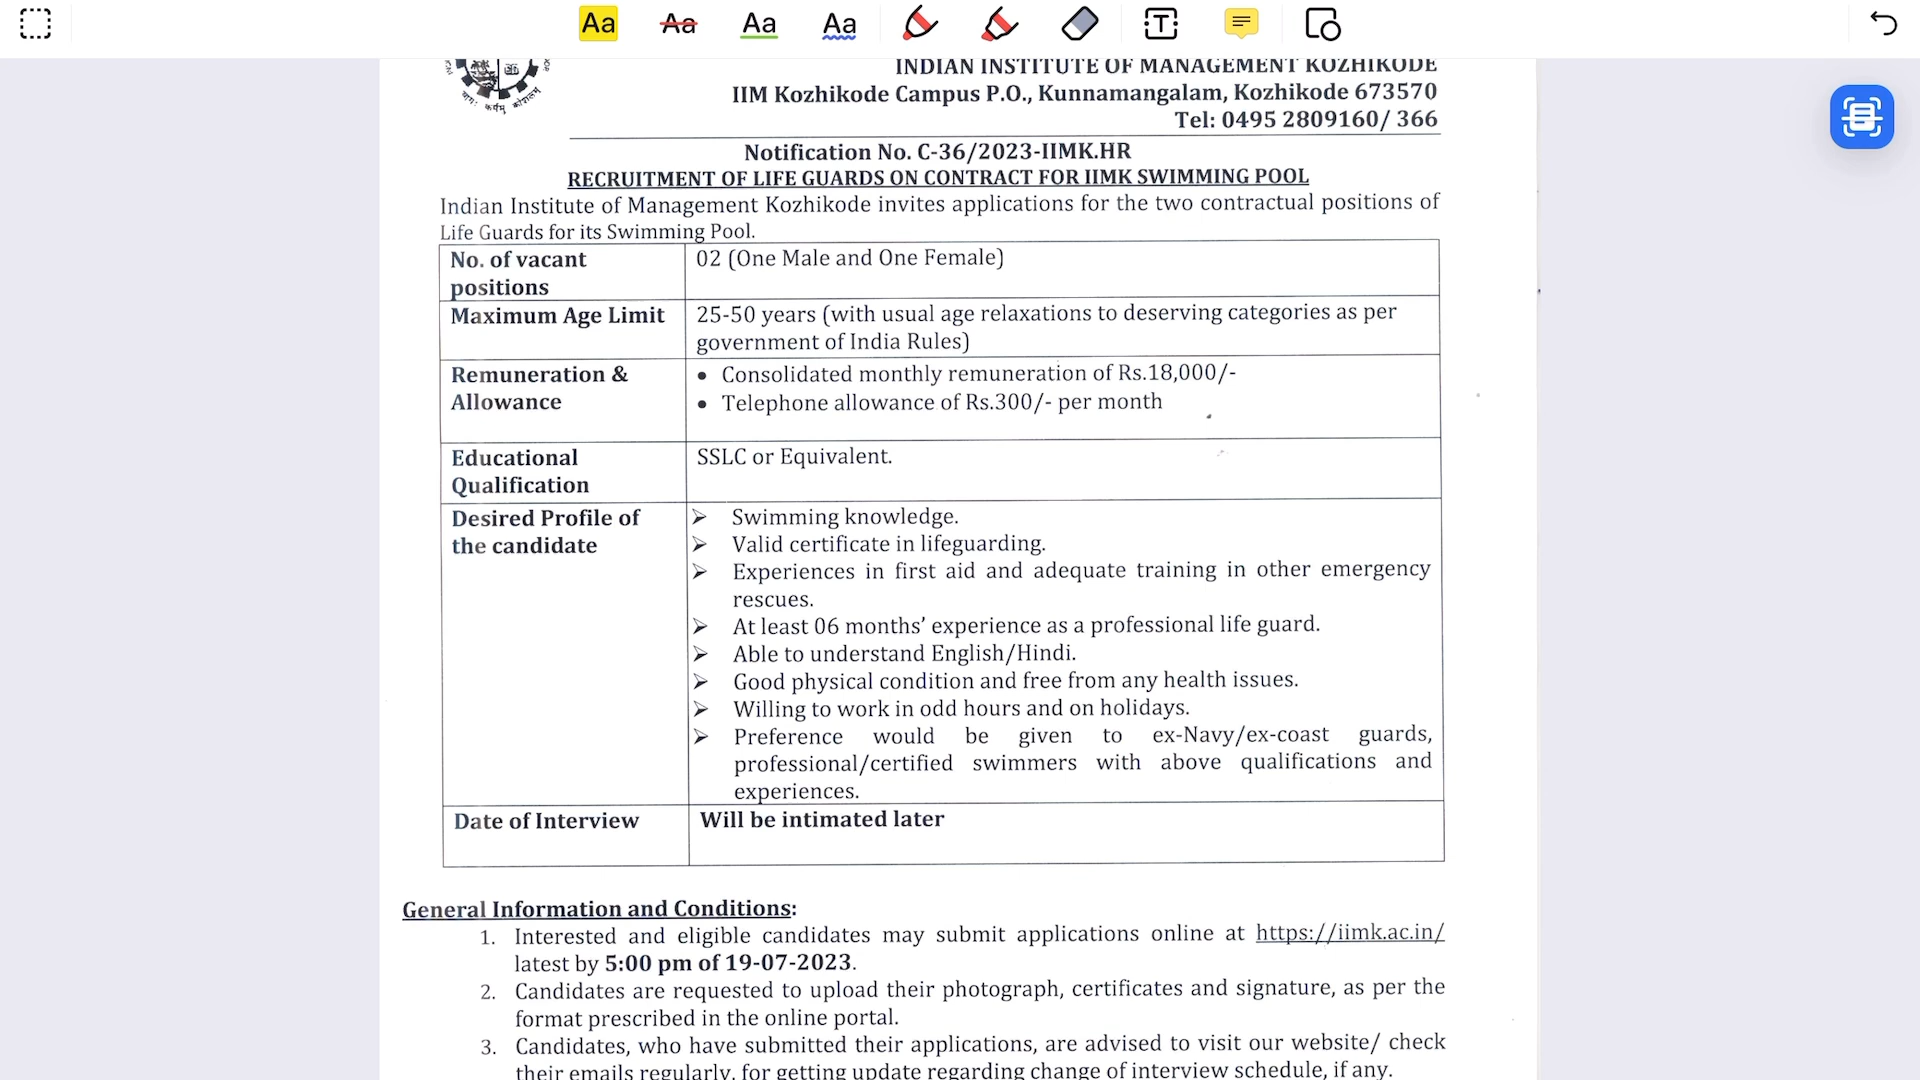 Aa Aa Aa Aa T
INDIAN INSTITUTE OF MANAGEMENT KOZHIKODE
IIM Kozhikode Campus P.O., Kunnamangalam, Kozhikode 673570
Tel: 0495 2809160/ 366
Notification No. C-36/2023-IIMK.HR
RECRUITMENT OF LIFE GUARDS ON CONTRACT FOR IIMK SWIMMING POOL
Indian Institute of Management Kozhikode invites applications for the two contractual positions of
Life Guards for its Swimming Pool.
No. of vacant
positions
02 (One Male and One Female)
Maximum Age Limit
25-50 years (with usual age relaxations to deserving categories as per
government of India Rules)
Remuneration &
Allowance
• Consolidated monthly remuneration of Rs.18,000/-
• Telephone allowance of Rs.300/- per month
Educational
Qualification
SSLC or Equivalent.
Desired Profile of
the candidate
➢ Swimming knowledge.
➢ Valid certificate in lifeguarding.
➢ Experiences in first aid and adequate training in other emergency
rescues.
➢ At least 06 months’ experience as a professional life guard.
➢ Able to understand English/Hindi.
➢ Good physical condition and free from any health issues.
➢ Willing to work in odd hours and on holidays.
➢ Preference would be given to ex-Navy/ex-coast guards,
professional/certified swimmers with above qualifications and
experiences.
Date of Interview
Will be intimated later
General Information and Conditions:
1. Interested and eligible candidates may submit applications online at https://iimk.ac.in/
latest by 5:00 pm of 19-07-2023.
2. Candidates are requested to upload their photograph, certificates and signature, as per the
format prescribed in the online portal.
3. Candidates, who have submitted their applications, are advised to visit our website/ check
their emails regularly, for getting update regarding change of interview schedule, if any.